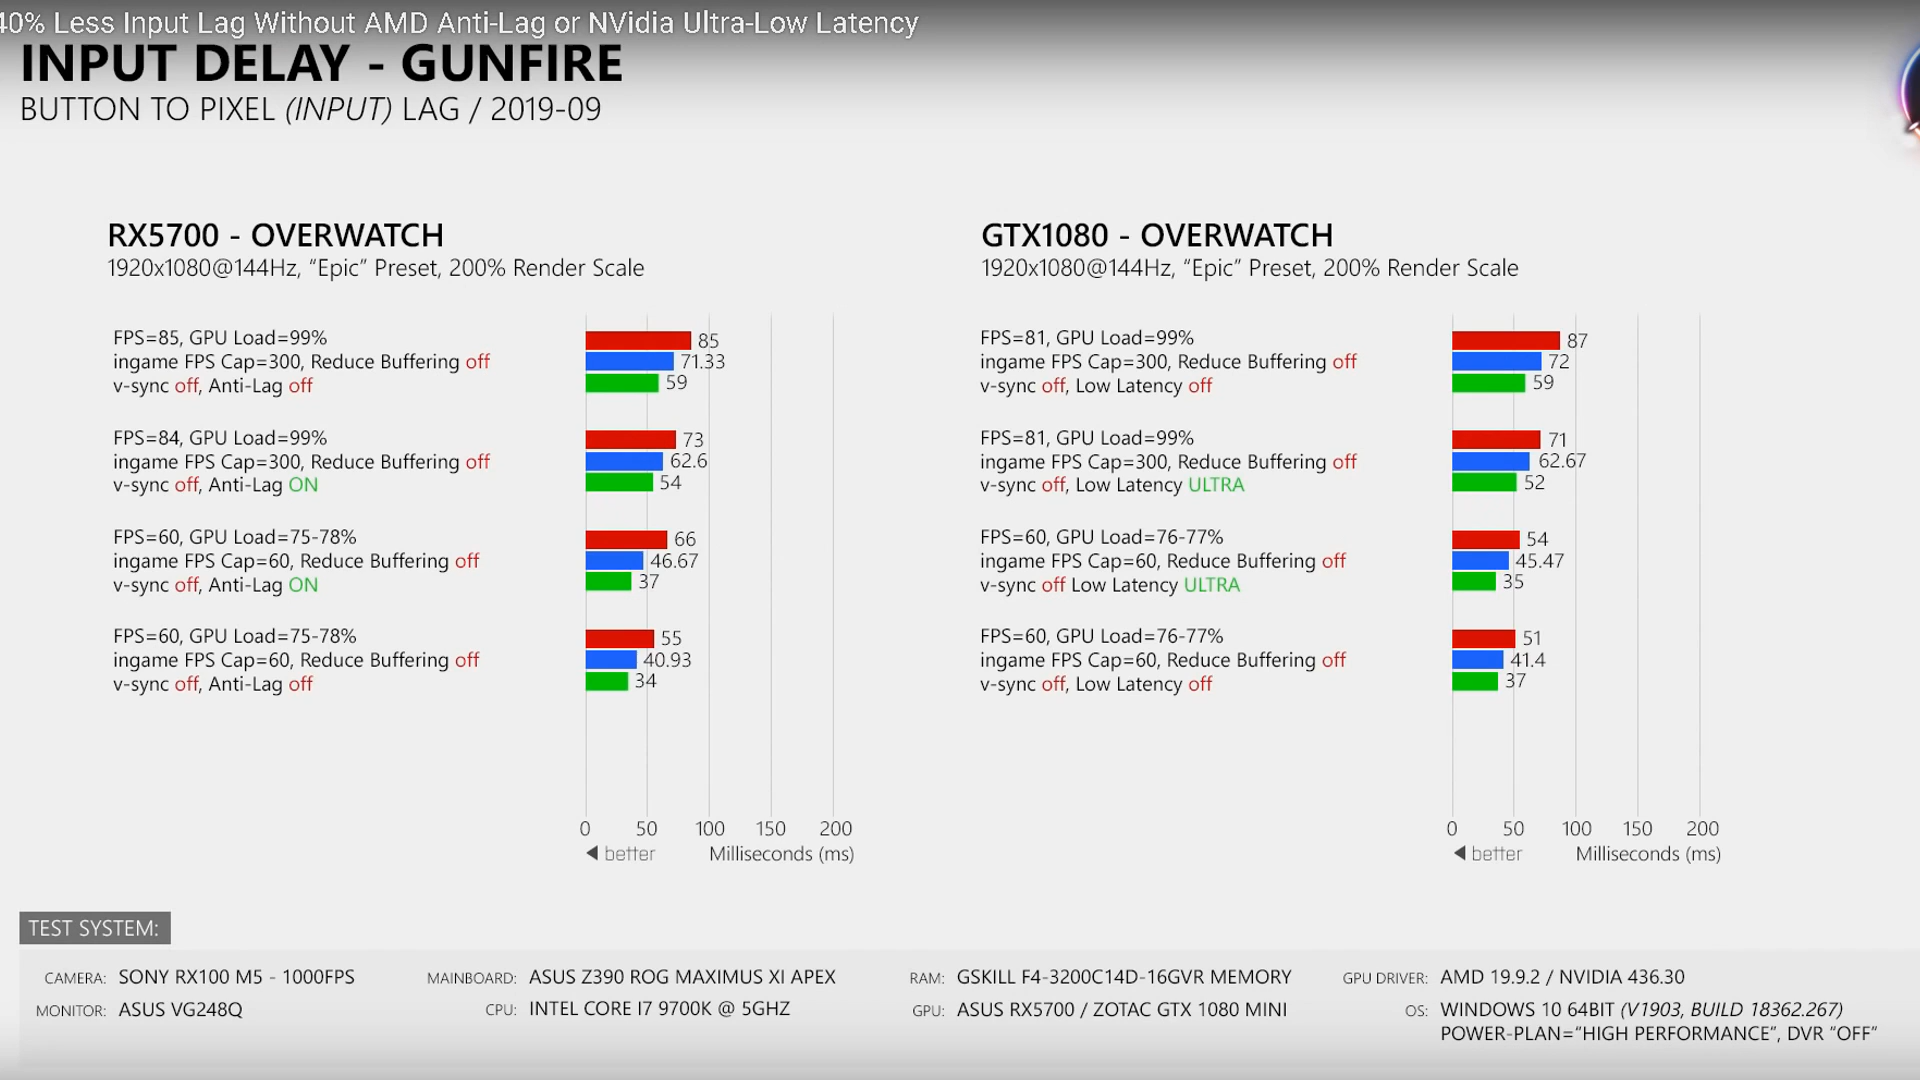 40% Less Input Lag Without AMD Anti-Lag or NVidia Ultra-Low Latency
INPUT DELAY - GUNFIRE
BUTTON TO PIXEL (INPUT) LAG / 2019-09
RX5700 - OVERWATCH
1920x1080@144Hz, “Epic” Preset, 200% Render Scale
FPS=85, GPU Load=99%
ingame FPS Cap=300, Reduce Buffering off
v-sync off, Anti-Lag off
85
71.33
59
FPS=84, GPU Load=99%
ingame FPS Cap=300, Reduce Buffering off
v-sync off, Anti-Lag ON
73
62.6
54
FPS=60, GPU Load=75-78%
ingame FPS Cap=60, Reduce Buffering off
v-sync off, Anti-Lag ON
66
46.67
37
FPS=60, GPU Load=75-78%
ingame FPS Cap=60, Reduce Buffering off
v-sync off, Anti-Lag off
55
40.93
34
0 50 100 150 200
better Milliseconds (ms)
GTX1080 - OVERWATCH
1920x1080@144Hz, “Epic” Preset, 200% Render Scale
FPS=81, GPU Load=99%
ingame FPS Cap=300, Reduce Buffering off
v-sync off, Low Latency off
87
72
59
FPS=81, GPU Load=99%
ingame FPS Cap=300, Reduce Buffering off
v-sync off, Low Latency ULTRA
71
62.67
52
FPS=60, GPU Load=76-77%
ingame FPS Cap=60, Reduce Buffering off
v-sync off Low Latency ULTRA
54
45.47
35
FPS=60, GPU Load=76-77%
ingame FPS Cap=60, Reduce Buffering off
v-sync off, Low Latency off
51
41.4
37
0 50 100 150 200
better Milliseconds (ms)
TEST SYSTEM:
CAMERA: SONY RX100 M5 - 1000FPS
MONITOR: ASUS VG248Q
MAINBOARD: ASUS Z390 ROG MAXIMUS XI APEX
CPU: INTEL CORE I7 9700K @ 5GHZ
RAM: GSKILL F4-3200C14D-16GVR MEMORY
GPU: ASUS RX5700 / ZOTAC GTX 1080 MINI
GPU DRIVER: AMD 19.9.2 / NVIDIA 436.30
OS: WINDOWS 10 64BIT (V1903, BUILD 18362.267)
POWER-PLAN=“HIGH PERFORMANCE”, DVR “OFF”